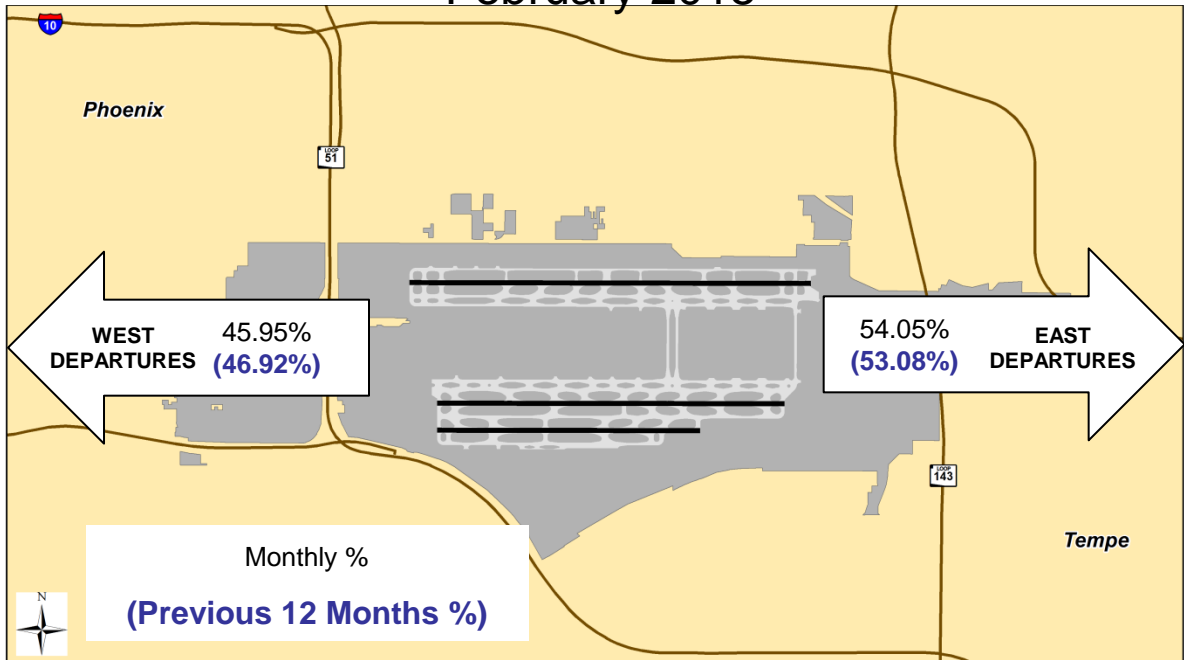 February
10
Phoenix
LOOP
51
WEST
DEPARTURES
45.95%
(46.92%)
54.05%
(53.08%)
EAST
DEPARTURES
LOOP
143
Tempe
Monthly %
(Previous 12 Months %)
N